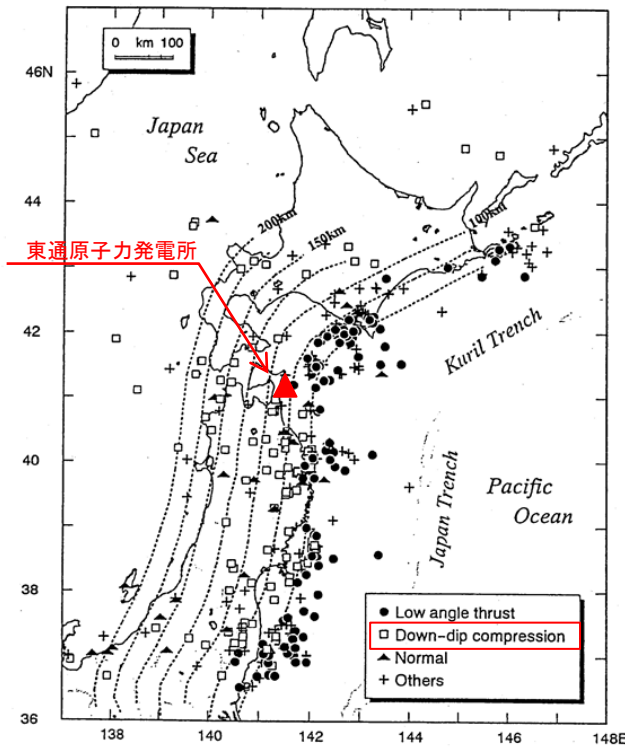 0 km 100
46N
Japan
Sea
44
200km
150km
100km
東通原子力発電所
42
Kuril Trench
40
Pacific
Ocean
Japan Trench
38
Low angle thrust
Down-dip compression
Normal
Others
36
138
140
142
144
146
148E